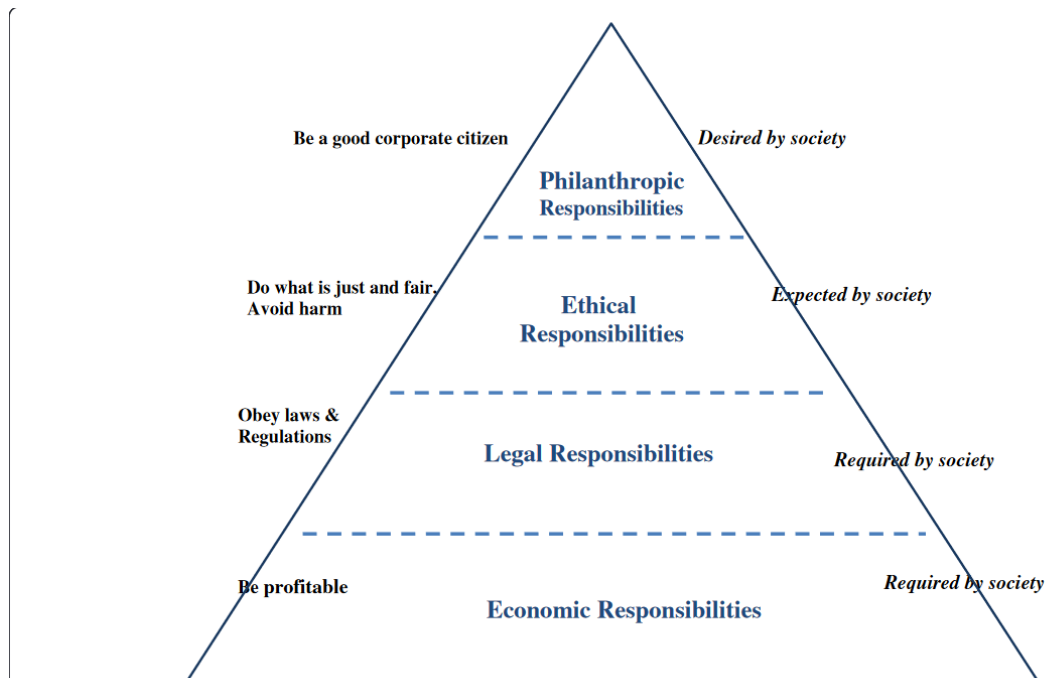 Be a good corporate citizen
Desired by society
Philanthropic
Responsibilities
Do what is just and fair,
Avoid harm
Expected by society
Ethical
Responsibilities
Obey laws &
Regulations
Legal Responsibilities
Required by society
Be profitable
Required by society
Economic Responsibilities